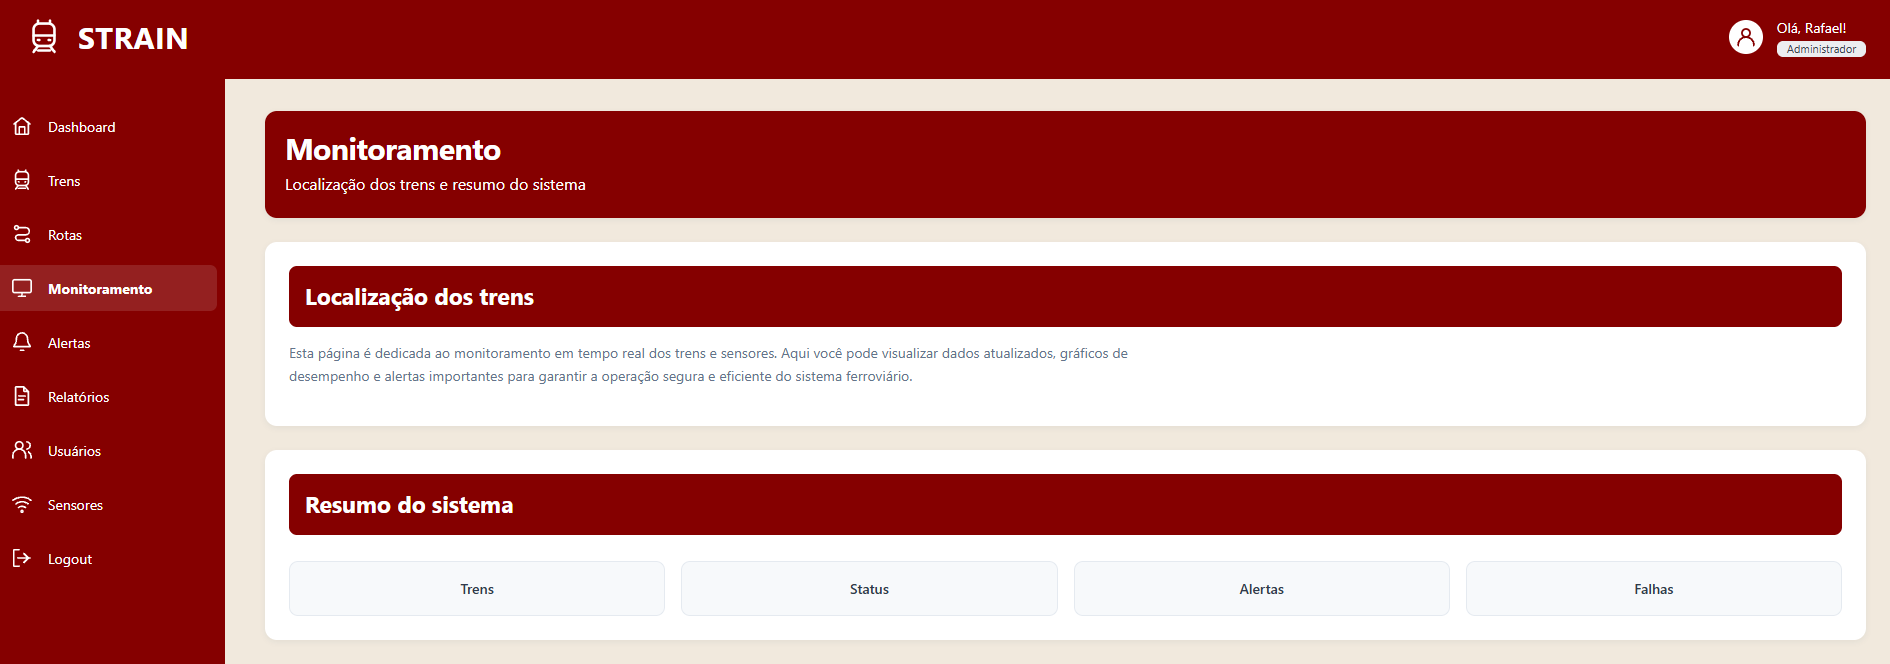 STRAIN
Olá, Rafael!
Administrador
Dashboard
Trens
Rotas
Monitoramento
Alertas
Relatórios
Usuários
Sensores
Logout
Monitoramento
Localização dos trens e resumo do sistema
Localização dos trens
Esta página é dedicada ao monitoramento em tempo real dos trens e sensores. Aqui você pode visualizar dados atualizados, gráficos de
desempenho e alertas importantes para garantir a operação segura e eficiente do sistema ferroviário.
Resumo do sistema
Trens
Status
Alertas
Falhas